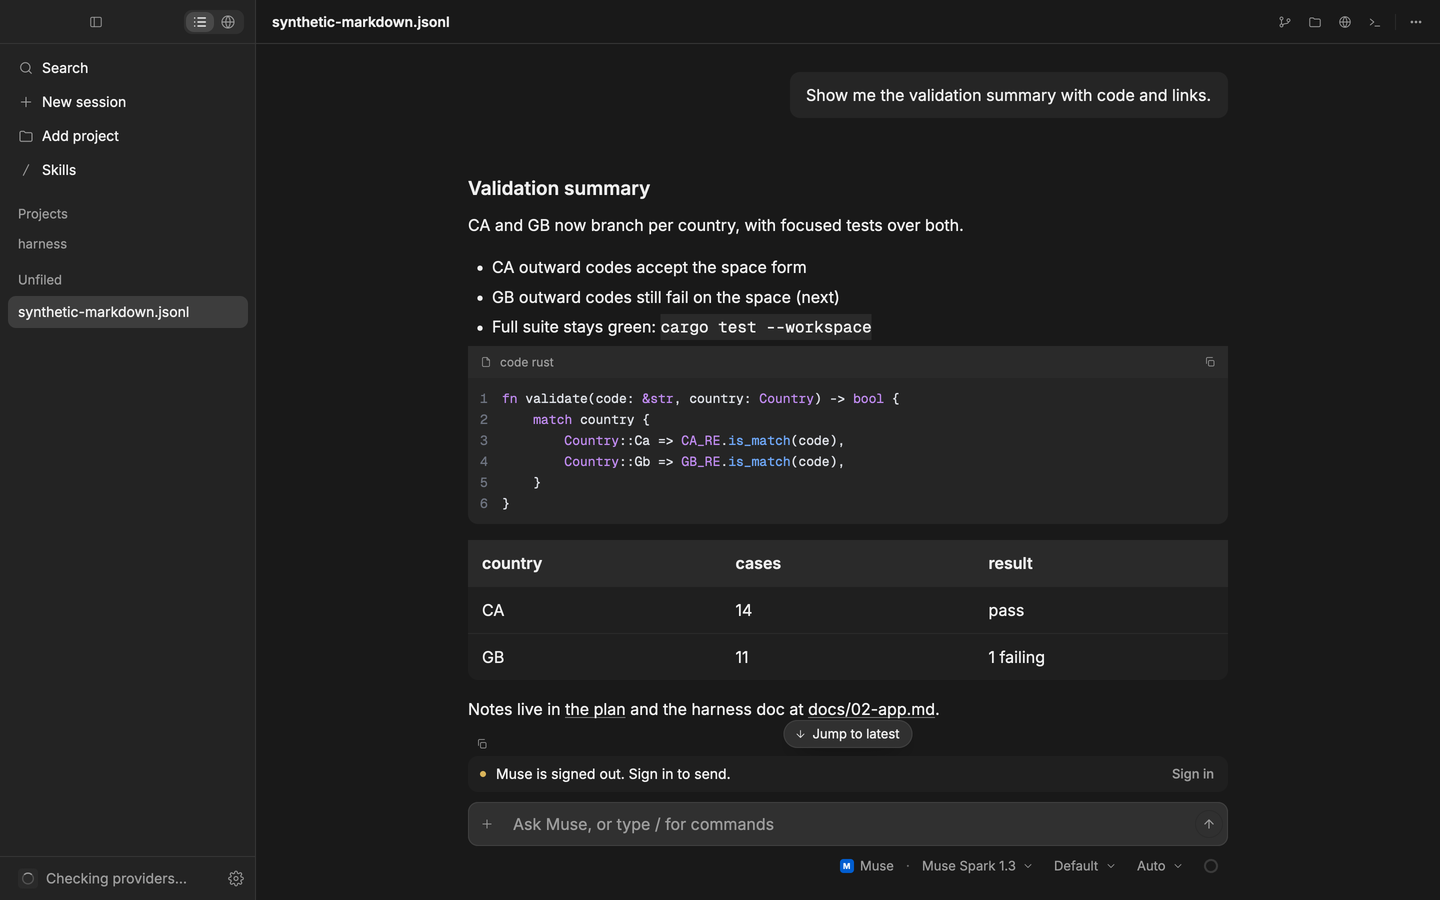 synthetic-markdown.jsonl
Search
New session
Add project
Skills
Projects
harness
Unfiled
synthetic-markdown.jsonl
Checking providers...
Show me the validation summary with code and links.
Validation summary
CA and GB now branch per country, with focused tests over both.
• CA outward codes accept the space form
• GB outward codes still fail on the space (next)
• Full suite stays green: cargo test --workspace
code rust
1 fn validate(code: &str, country: Country) -> bool {
2     match country {
3         Country::Ca => CA_RE.is_match(code),
4         Country::Gb => GB_RE.is_match(code),
5     }
6 }
country cases result
CA 14 pass
GB 11 1 failing
Notes live in the plan and the harness doc at docs/02-app.md.
Jump to latest
Muse is signed out. Sign in to send. Sign in
Ask Muse, or type / for commands
M Muse · Muse Spark 1.3 Default Auto